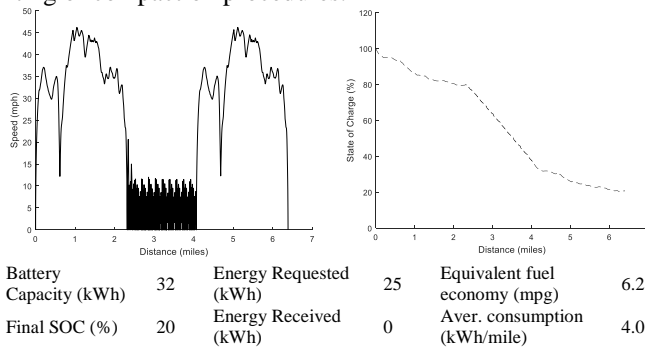 50
45
40
35
30
25
20
15
10
5
0
Speed (mph)
0 1 2 3 4 5 6 7
Distance (miles)
120
100
80
60
40
20
0
State of Charge (%)
0 1 2 3 4 5 6
Distance (miles)
Battery Capacity (kWh) 32 Energy Requested (kWh) 25 Equivalent fuel economy (mpg) 6.2
Final SOC (%) 20 Energy Received (kWh) 0 Aver. consumption (kWh/mile) 4.0